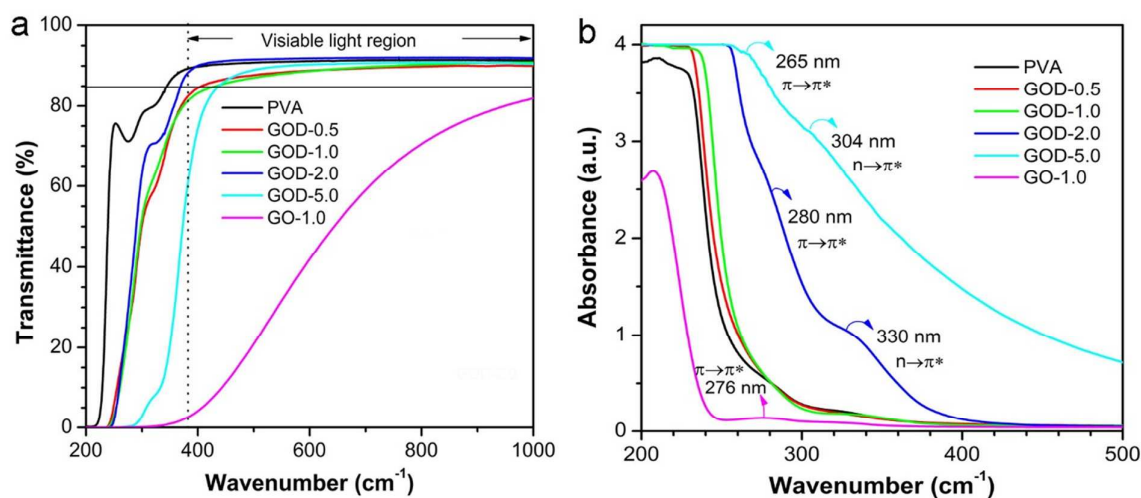 a
Transmittance (%)
100
80
60
40
20
0
Visiable light region
PVA
GOD-0.5
GOD-1.0
GOD-2.0
GOD-5.0
GO-1.0
200
400
600
800
1000
Wavenumber (cm⁻¹)
b
Absorbance (a.u.)
4
3
2
1
0
265 nm
π→π*
304 nm
n→π*
280 nm
π→π*
330 nm
n→π*
π→π*
276 nm
PVA
GOD-0.5
GOD-1.0
GOD-2.0
GOD-5.0
GO-1.0
200
300
400
500
Wavenumber (cm⁻¹)